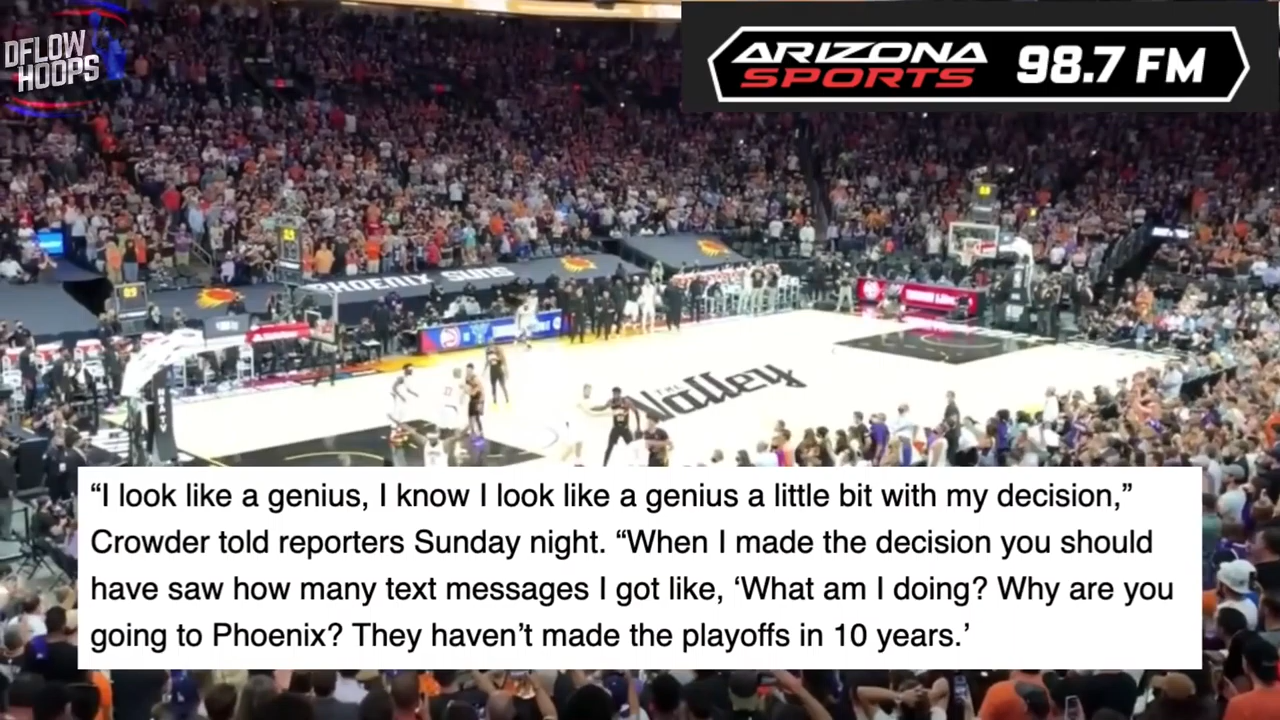 DFLOW
HOOPS
ARIZONA
SPORTS
98.7 FM
PHOENIX SUNS
THE
Valley
“I look like a genius, I know I look like a genius a little bit with my decision,”
Crowder told reporters Sunday night. “When I made the decision you should
have saw how many text messages I got like, ‘What am I doing? Why are you
going to Phoenix? They haven’t made the playoffs in 10 years.’